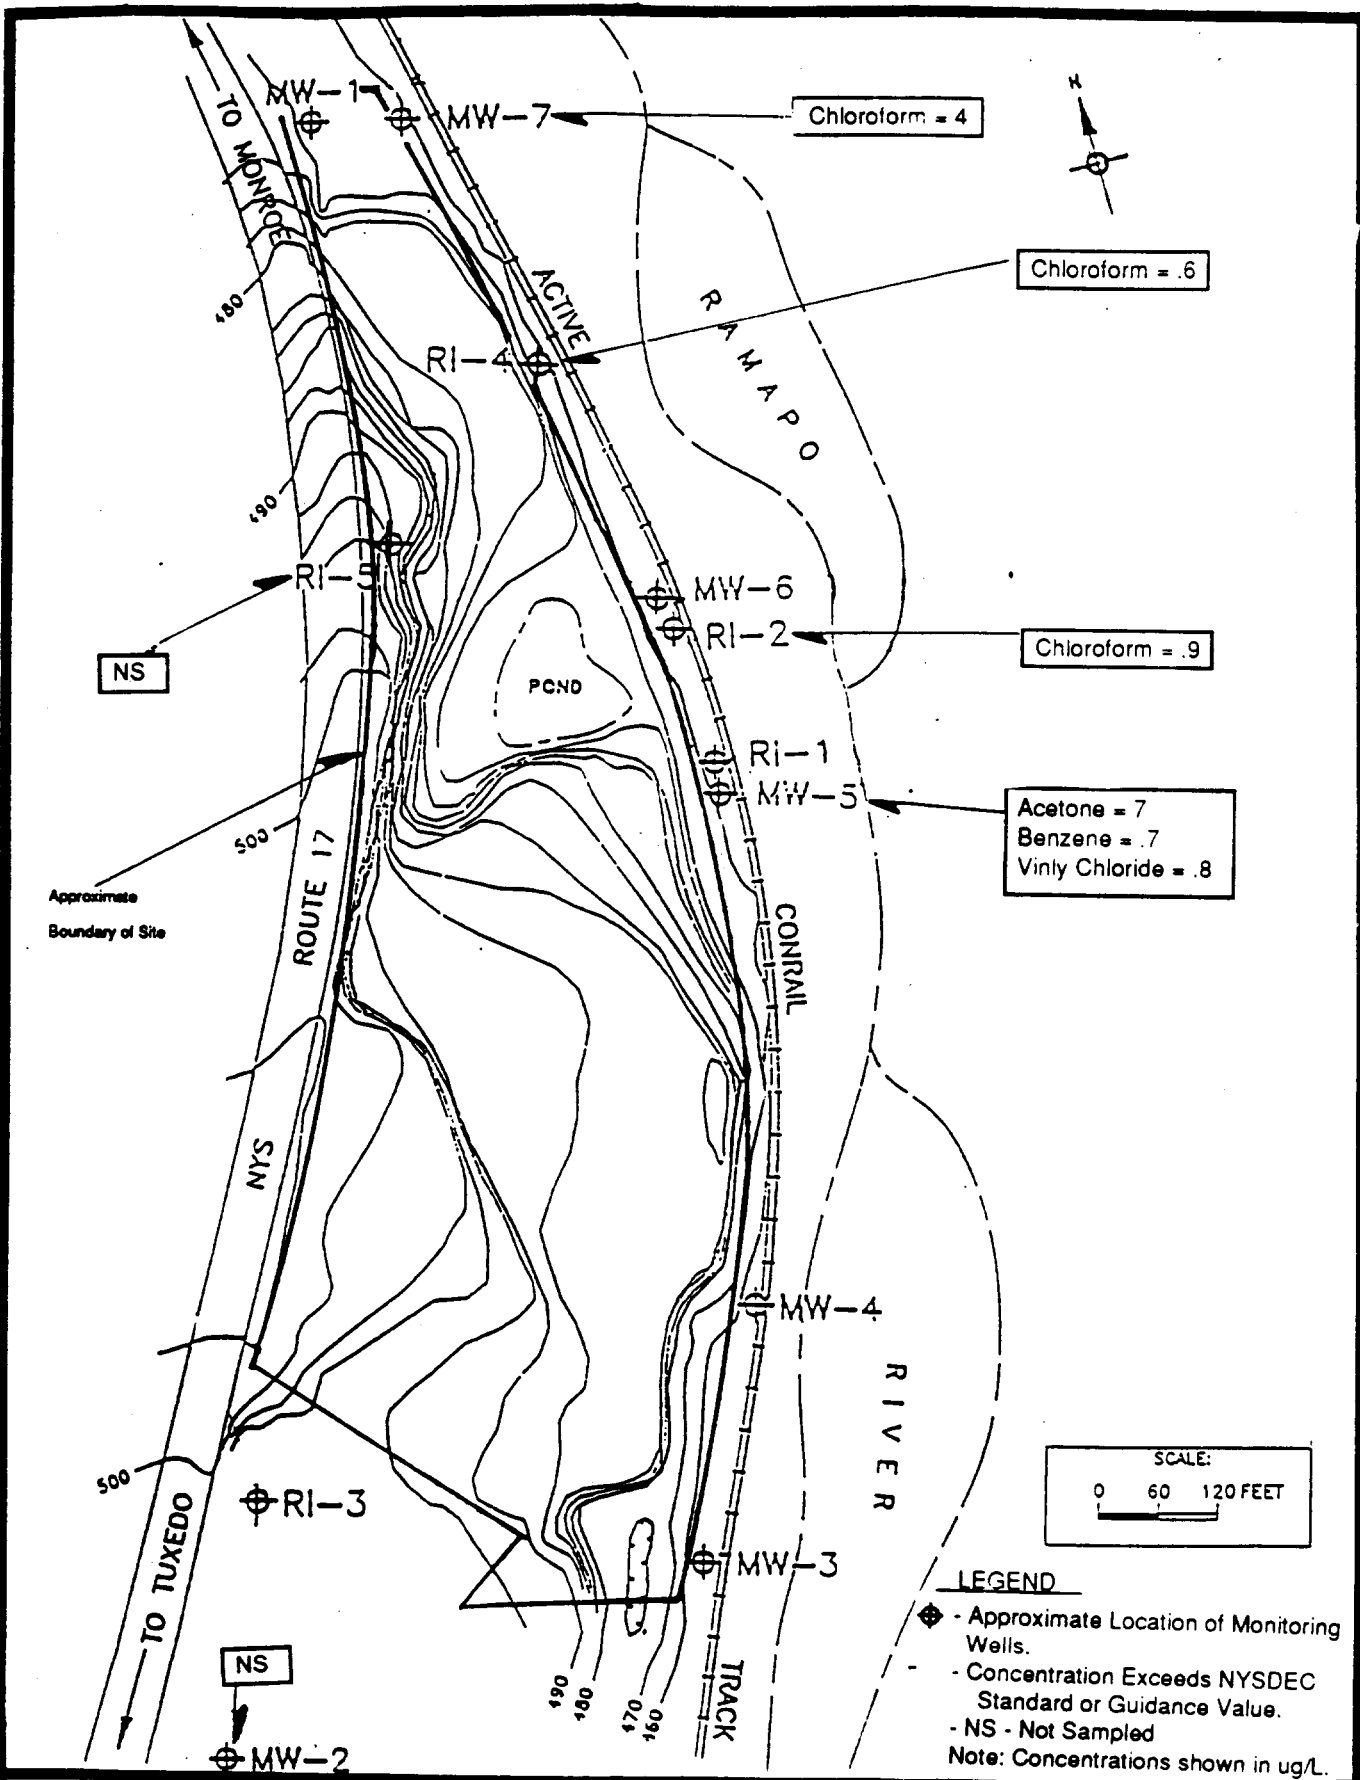 MW-1
MW-7
Chloroform = 4
N
TO MONROE
480
ACTIVE
Chloroform = .6
RI-4
RAMAPO
490
RI-5
NS
MW-6
RI-2
Chloroform = .9
POND
RI-1
MW-5
Acetone = 7
Benzene = .7
Vinly Chloride = .8
500
Approximate
Boundary of Site
NYS ROUTE 17
CONRAIL
MW-4
RIVER
SCALE:
0 60 120 FEET
500
RI-3
TO TUXEDO
MW-3
TRACK
NS
MW-2
490
480
470
460
LEGEND
- Approximate Location of Monitoring
Wells.
- - Concentration Exceeds NYSDEC
Standard or Guidance Value.
- NS - Not Sampled
Note: Concentrations shown in ug/L.